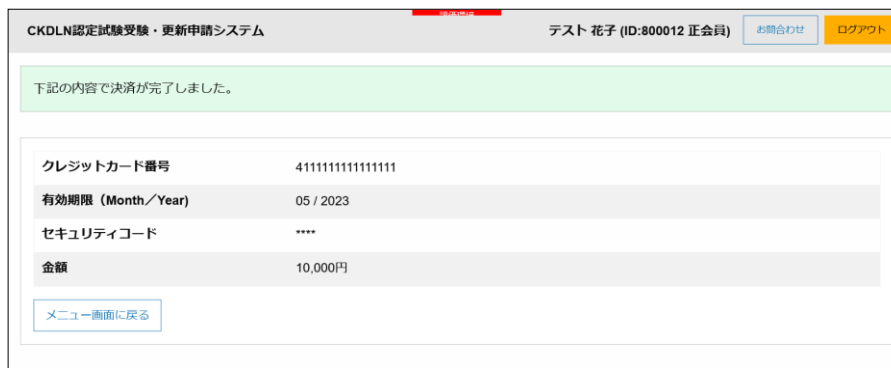 評価環境
CKDLN認定試験受験・更新申請システム テスト 花子 (ID:800012 正会員) お問合わせ ログアウト
下記の内容で決済が完了しました。
クレジットカード番号 4111111111111111
有効期限（Month／Year) 05 / 2023
セキュリティコード ****
金額 10,000円
メニュー画面に戻る